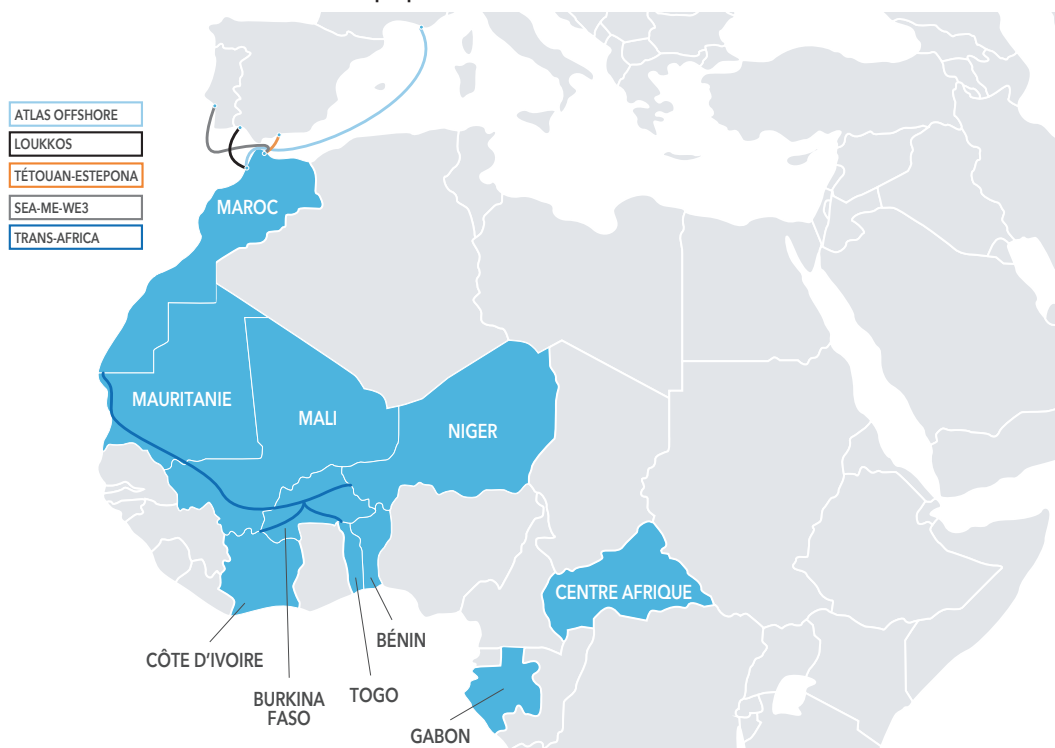 ATLAS OFFSHORE
LOUKKOS
TÉTOUAN-ESTEPONA
SEA-ME-WE3
TRANS-AFRICA
MAROC
MAURITANIE
MALI
NIGER
CENTRE AFRIQUE
BÉNIN
CÔTE D'IVOIRE
TOGO
BURKINA
FASO
GABON